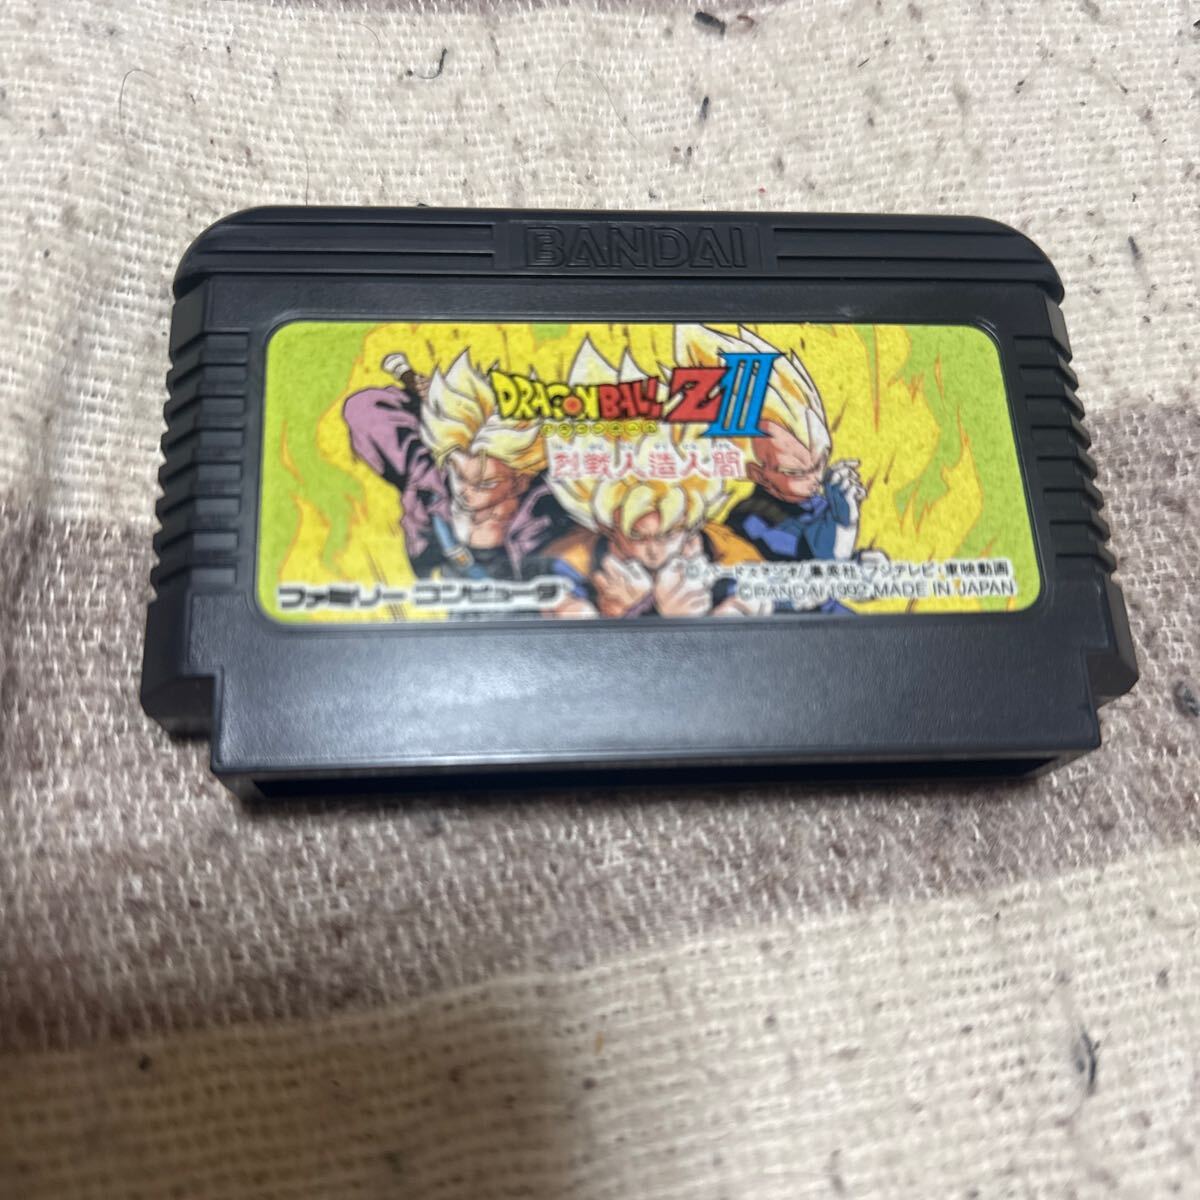 BANDAI
DRAGON BALL Z III
烈戦人造人間
ファミリーコンピュータ
集英社・フジテレビ・東映動画
©BANDAI 1992 MADE IN JAPAN